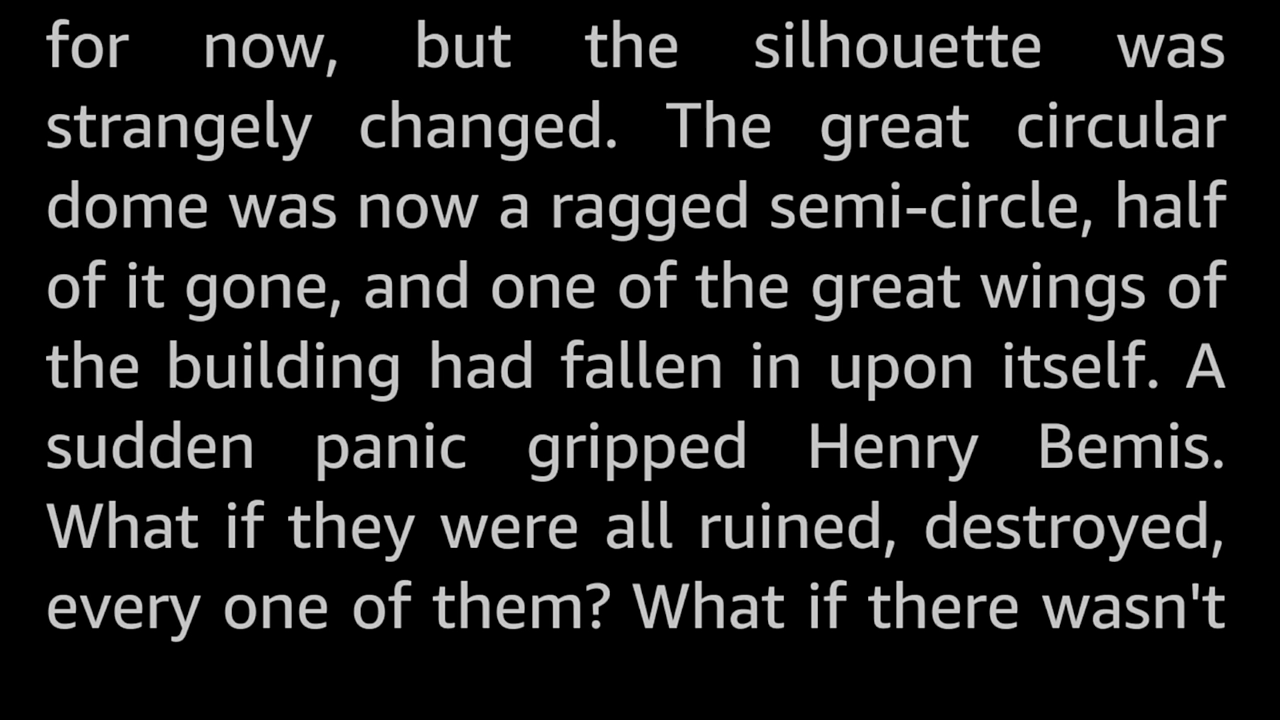 for now, but the silhouette was
strangely changed. The great circular
dome was now a ragged semi-circle, half
of it gone, and one of the great wings of
the building had fallen in upon itself. A
sudden panic gripped Henry Bemis.
What if they were all ruined, destroyed,
every one of them? What if there wasn't